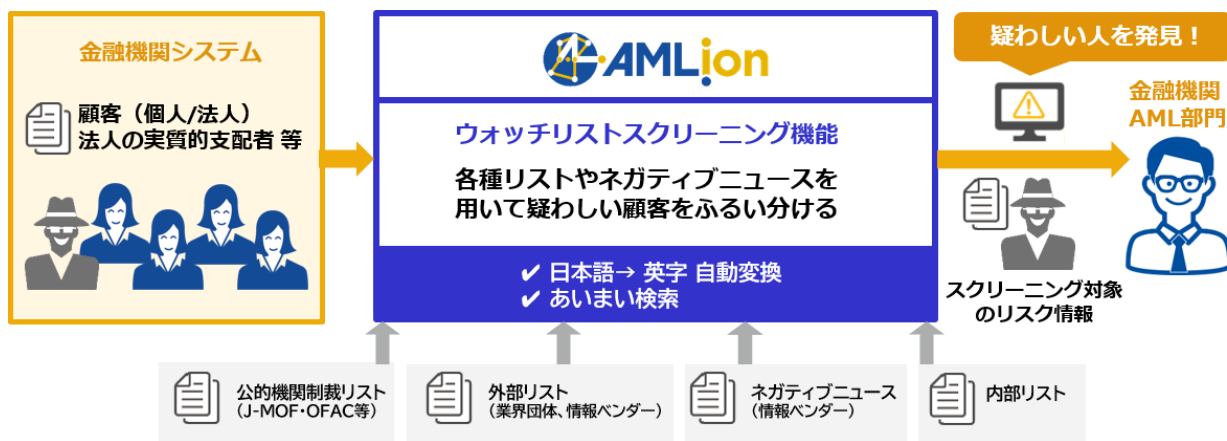 金融機関システム
顧客（個人/法人）
法人の実質的支配者 等
AMLion
ウォッチリストスクリーニング機能
各種リストやネガティブニュースを
用いて疑わしい顧客をふるい分ける
✔ 日本語→ 英字 自動変換
✔ あいまい検索
疑わしい人を発見！
金融機関
AML部門
スクリーニング対象
のリスク情報
公的機関制裁リスト
（J-MOF・OFAC等）
外部リスト
（業界団体、情報ベンダー）
ネガティブニュース
（情報ベンダー）
内部リスト